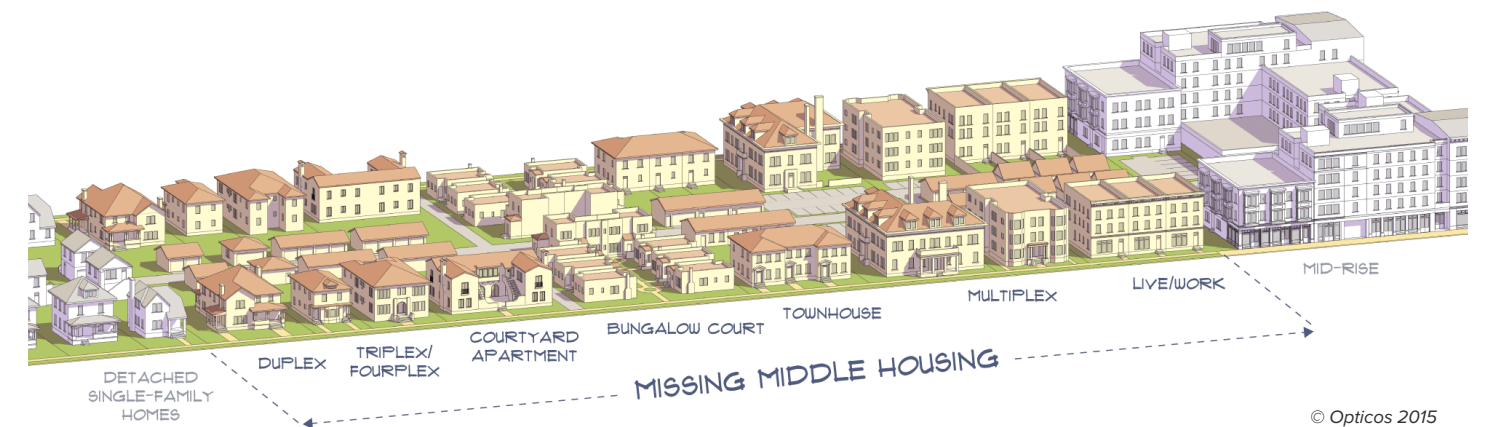 DETACHED
SINGLE-FAMILY
HOMES
DUPLEX
TRIPLEX/
FOURPLEX
COURTYARD
APARTMENT
BUNGALOW COURT
TOWNHOUSE
MULTIPLEX
LIVE/WORK
MID-RISE
MISSING MIDDLE HOUSING
© Opticos 2015